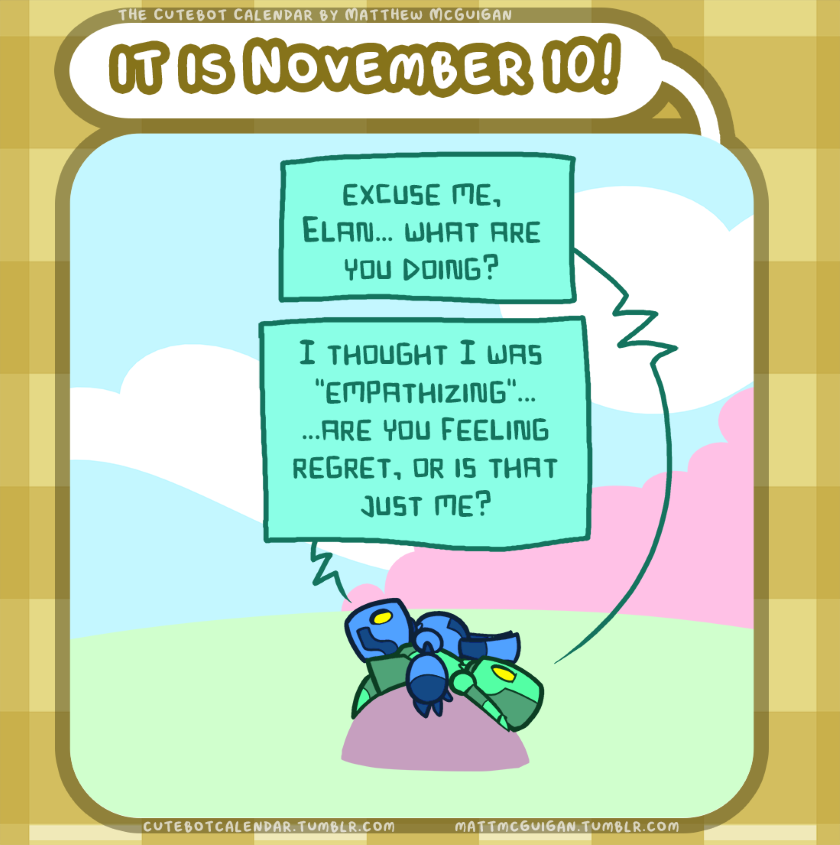 The Cutebot Calendar by Matthew McGuigan
It is November 10!
Excuse me,
Elan... what are
you doing?
I thought I was
"empathizing"...
...are you feeling
regret, or is that
just me?
cutebotcalendar.tumblr.com
mattmcguigan.tumblr.com